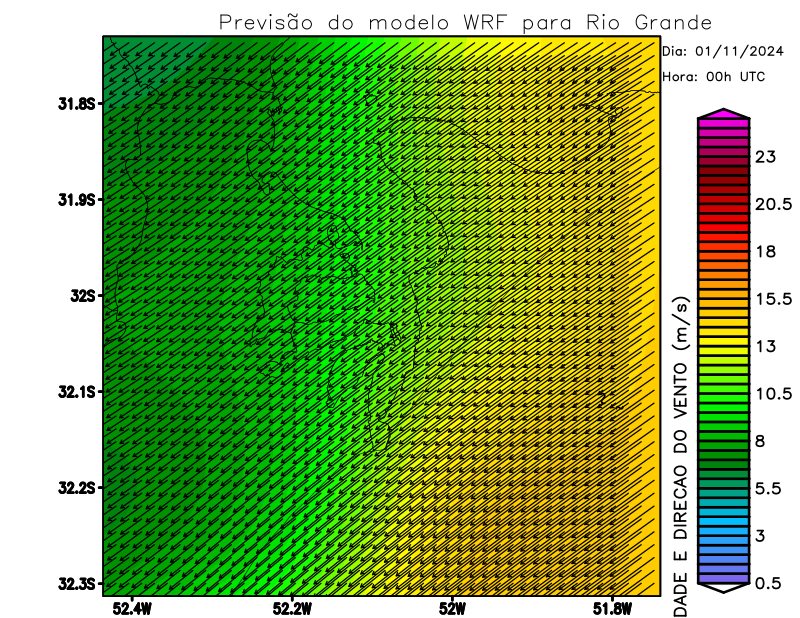 Previsão do modelo WRF para Rio Grande
Dia: 01/11/2024
Hora: 00h UTC
31.8S
31.9S
32S
32.1S
32.2S
32.3S
52.4W
52.2W
52W
51.8W
23
20.5
18
15.5
13
10.5
8
5.5
3
0.5
DADE E DIRECAO DO VENTO (m/s)